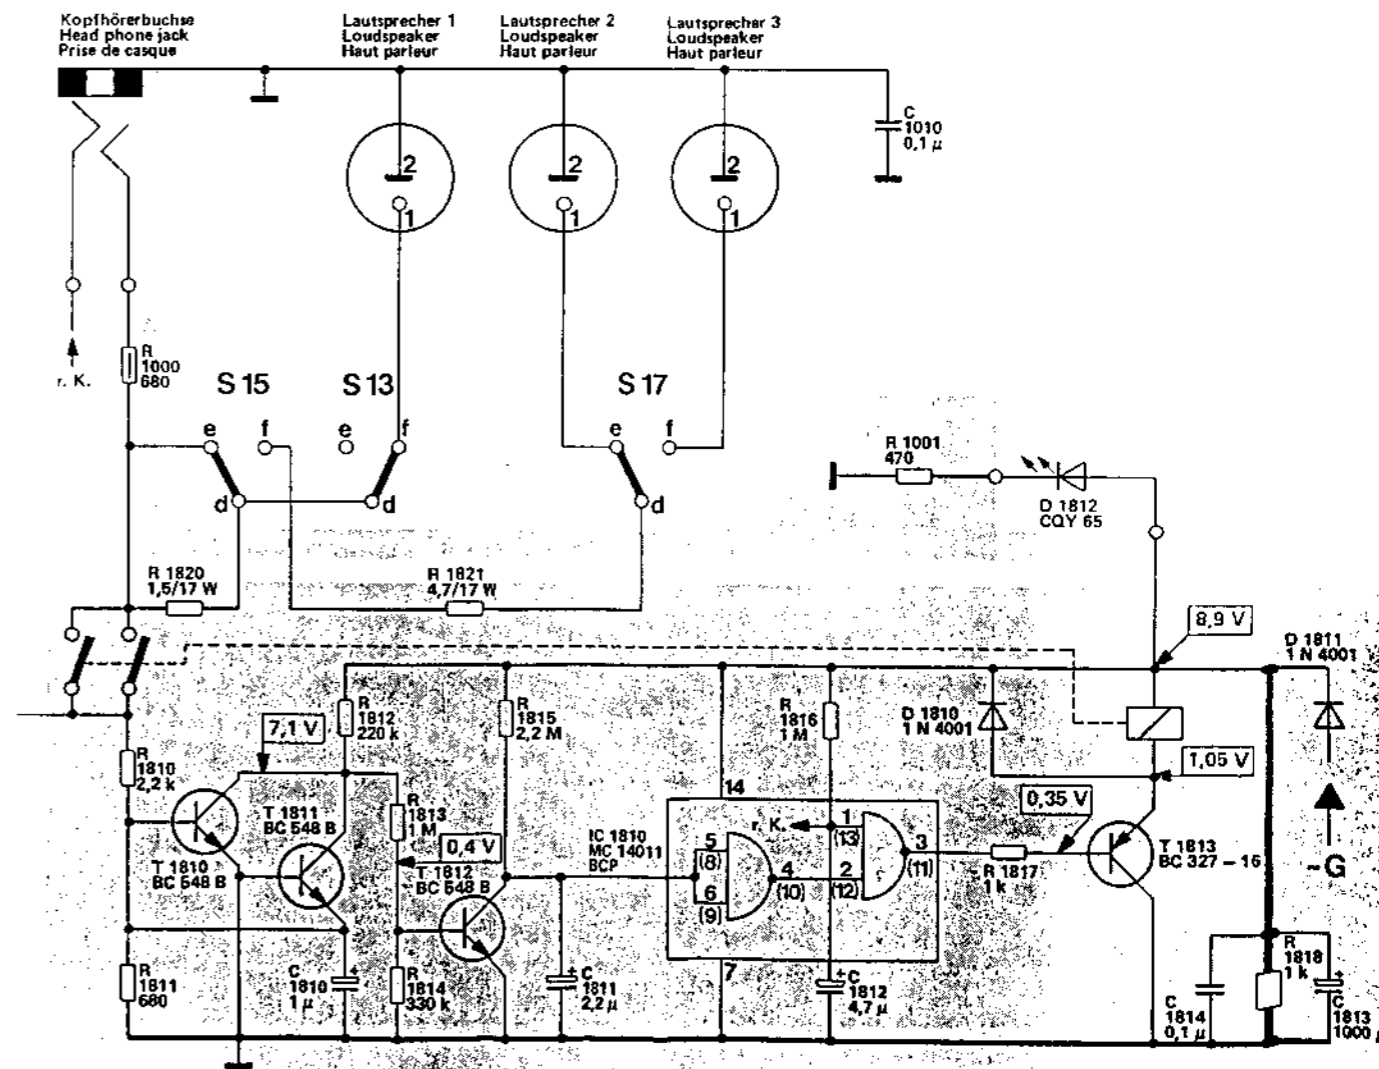 Kopfhörerbuchse
Head phone jack
Prise de casque
Lautsprecher 1
Loudspeaker
Haut parleur
Lautsprecher 2
Loudspeaker
Haut parleur
Lautsprecher 3
Loudspeaker
Haut parleur
C
1010
0,1 µ
2
1
2
1
2
1
r. K.
R
1000
680
S 15
S 13
S 17
e
f
e
f
e
f
d
d
d
R 1001
470
D 1812
CQY 65
R 1820
1,5/17 W
R 1821
4,7/17 W
8,9 V
D 1811
1 N 4001
R
1810
2,2 k
7,1 V
R
1812
220 k
R
1815
2,2 M
R
1816
1 M
D 1810
1 N 4001
1,05 V
T 1811
BC 548 B
R
1813
1 M
0,4 V
T 1812
BC 548 B
T 1810
BC 548 B
IC 1810
MC 14011
BCP
14
r. K.
5
(8)
6
(9)
4
(10)
1
(13)
2
(12)
3
(11)
7
0,35 V
R 1817
1 k
T 1813
BC 327 – 16
-G
R
1811
680
C
1810
1 µ
+
R
1814
330 k
C
1811
2,2 µ
+
C
1812
4,7 µ
+
C
1814
0,1 µ
R
1818
1 k
+
C
1813
1000 µ